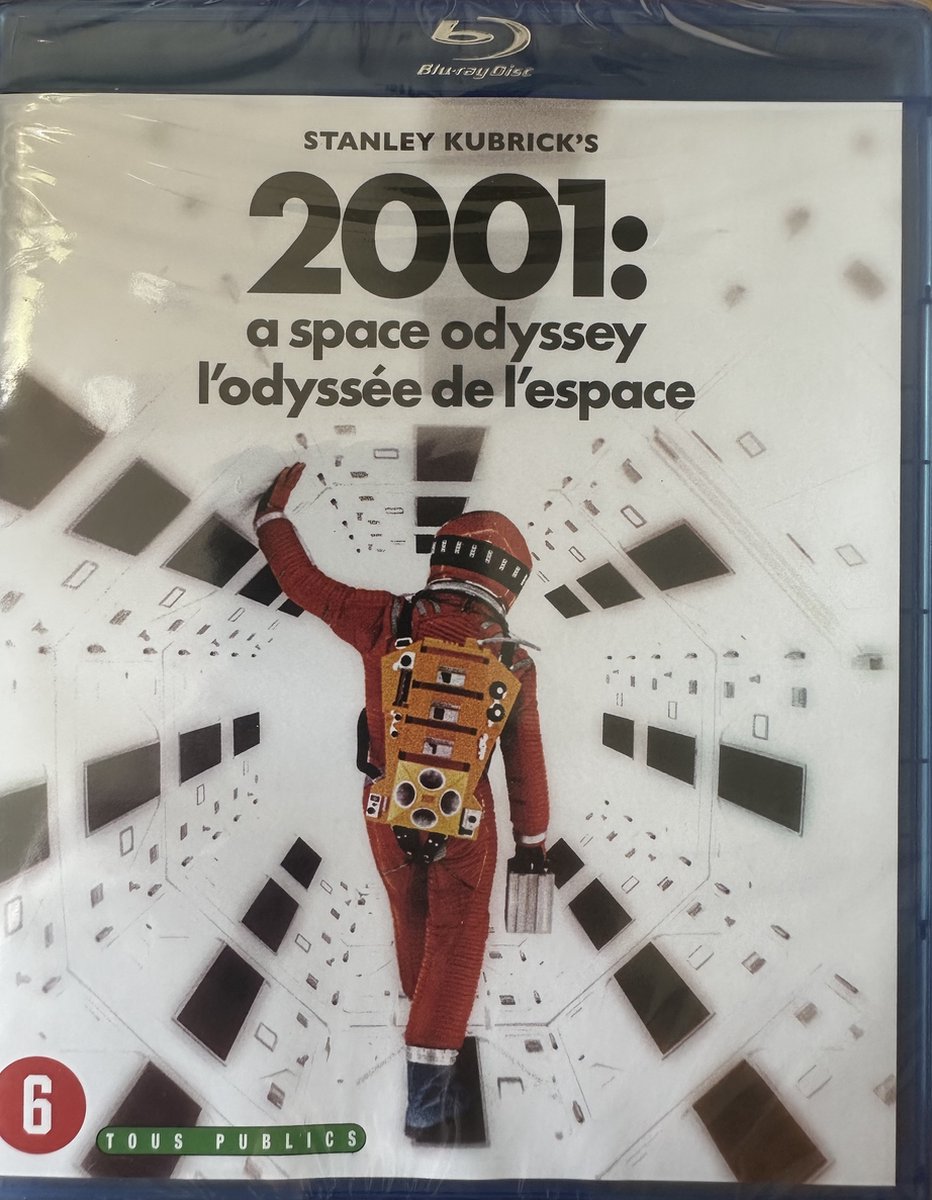 Blu-ray Disc
STANLEY KUBRICK'S
2001:
a space odyssey
l'odyssée de l'espace
6
TOUS PUBLICS